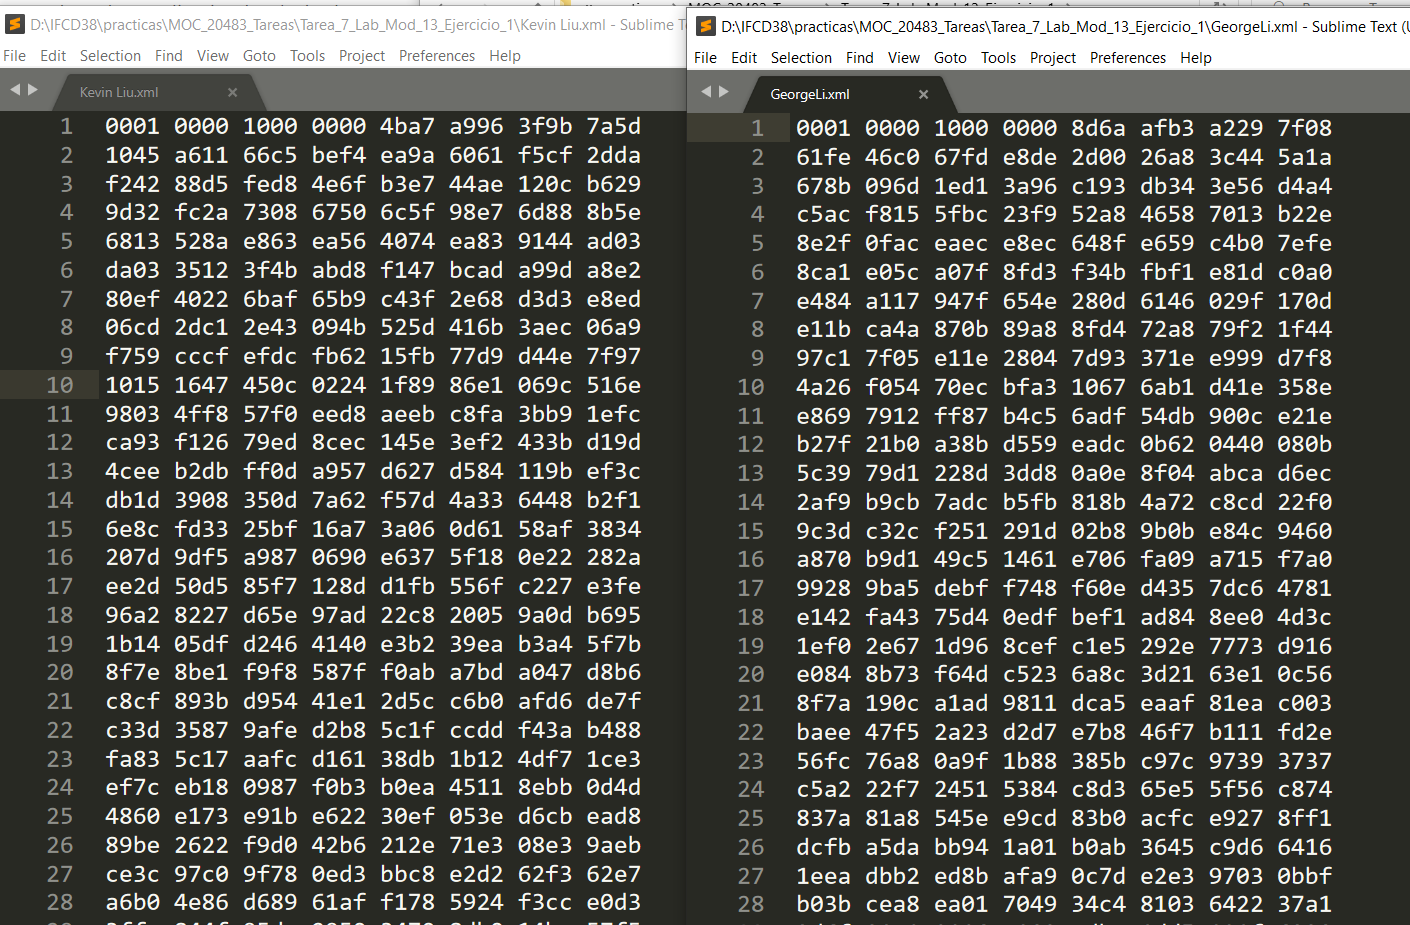 D:\IFCD38\practicas\MOC_20483_Tareas\Tarea_7_Lab_Mod_13_Ejercicio_1\Kevin Liu.xml - Sublime Text
File Edit Selection Find View Goto Tools Project Preferences Help
Kevin Liu.xml
1 0001 0000 1000 0000 4ba7 a996 3f9b 7a5d
2 1045 a611 66c5 bef4 ea9a 6061 f5cf 2dda
3 f242 88d5 fed8 4e6f b3e7 44ae 120c b629
4 9d32 fc2a 7308 6750 6c5f 98e7 6d88 8b5e
5 6813 528a e863 ea56 4074 ea83 9144 ad03
6 da03 3512 3f4b abd8 f147 bcad a99d a8e2
7 80ef 4022 6baf 65b9 c43f 2e68 d3d3 e8ed
8 06cd 2dc1 2e43 094b 525d 416b 3aec 06a9
9 f759 cccf efdc fb62 15fb 77d9 d44e 7f97
10 1015 1647 450c 0224 1f89 86e1 069c 516e
11 9803 4ff8 57f0 eed8 aeeb c8fa 3bb9 1efc
12 ca93 f126 79ed 8cec 145e 3ef2 433b d19d
13 4cee b2db ff0d a957 d627 d584 119b ef3c
14 db1d 3908 350d 7a62 f57d 4a33 6448 b2f1
15 6e8c fd33 25bf 16a7 3a06 0d61 58af 3834
16 207d 9df5 a987 0690 e637 5f18 0e22 282a
17 ee2d 50d5 85f7 128d d1fb 556f c227 e3fe
18 96a2 8227 d65e 97ad 22c8 2005 9a0d b695
19 1b14 05df d246 4140 e3b2 39ea b3a4 5f7b
20 8f7e 8be1 f9f8 587f f0ab a7bd a047 d8b6
21 c8cf 893b d954 41e1 2d5c c6b0 afd6 de7f
22 c33d 3587 9afe d2b8 5c1f ccdd f43a b488
23 fa83 5c17 aafc d161 38db 1b12 4df7 1ce3
24 ef7c eb18 0987 f0b3 b0ea 4511 8ebb 0d4d
25 4860 e173 e91b e622 30ef 053e d6cb ead8
26 89be 2622 f9d0 42b6 212e 71e3 08e3 9aeb
27 ce3c 97c0 9f78 0ed3 bbc8 e2d2 62f3 62e7
28 a6b0 4e86 d689 61af f178 5924 f3cc e0d3
D:\IFCD38\practicas\MOC_20483_Tareas\Tarea_7_Lab_Mod_13_Ejercicio_1\GeorgeLi.xml - Sublime Text (U
File Edit Selection Find View Goto Tools Project Preferences Help
GeorgeLi.xml
1 0001 0000 1000 0000 8d6a afb3 a229 7f08
2 61fe 46c0 67fd e8de 2d00 26a8 3c44 5a1a
3 678b 096d 1ed1 3a96 c193 db34 3e56 d4a4
4 c5ac f815 5fbc 23f9 52a8 4658 7013 b22e
5 8e2f 0fac eaec e8ec 648f e659 c4b0 7efe
6 8ca1 e05c a07f 8fd3 f34b fbf1 e81d c0a0
7 e484 a117 947f 654e 280d 6146 029f 170d
8 e11b ca4a 870b 89a8 8fd4 72a8 79f2 1f44
9 97c1 7f05 e11e 2804 7d93 371e e999 d7f8
10 4a26 f054 70ec bfa3 1067 6ab1 d41e 358e
11 e869 7912 ff87 b4c5 6adf 54db 900c e21e
12 b27f 21b0 a38b d559 eadc 0b62 0440 080b
13 5c39 79d1 228d 3dd8 0a0e 8f04 abca d6ec
14 2af9 b9cb 7adc b5fb 818b 4a72 c8cd 22f0
15 9c3d c32c f251 291d 02b8 9b0b e84c 9460
16 a870 b9d1 49c5 1461 e706 fa09 a715 f7a0
17 9928 9ba5 debf f748 f60e d435 7dc6 4781
18 e142 fa43 75d4 0edf bef1 ad84 8ee0 4d3c
19 1ef0 2e67 1d96 8cef c1e5 292e 7773 d916
20 e084 8b73 f64d c523 6a8c 3d21 63e1 0c56
21 8f7a 190c a1ad 9811 dca5 eaaf 81ea c003
22 baee 47f5 2a23 d2d7 e7b8 46f7 b111 fd2e
23 56fc 76a8 0a9f 1b88 385b c97c 9739 3737
24 c5a2 22f7 2451 5384 c8d3 65e5 5f56 c874
25 837a 81a8 545e e9cd 83b0 acfc e927 8ff1
26 dcfb a5da bb94 1a01 b0ab 3645 c9d6 6416
27 1eea dbb2 ed8b afa9 0c7d e2e3 9703 0bbf
28 b03b cea8 ea01 7049 34c4 8103 6422 37a1